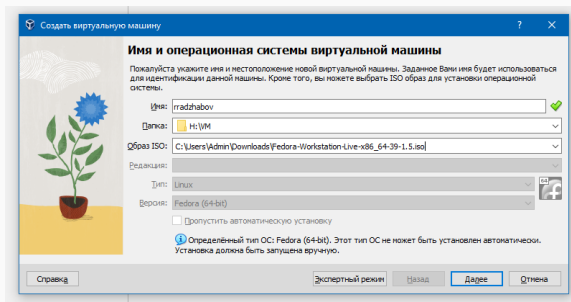 Создать виртуальную машину
Имя и операционная системы виртуальной машины
Пожалуйста укажите имя и местоположение новой виртуальной машины. Заданное Вами имя будет использоваться
для идентификации данной машины. Кроме того, вы можете выбрать ISO образ для установки операционной
системы.
Имя: rradzhabov
Папка: H:\VM
Образ ISO: C:\Users\Admin\Downloads\Fedora-Workstation-Live-x86_64-39-1.5.iso
Редакция:
Тип: Linux
64
Версия: Fedora (64-bit)
Пропустить автоматическую установку
Определённый тип ОС: Fedora (64-bit). Этот тип ОС не может быть установлен автоматически.
Установка должна быть запущена вручную.
Справка Экспертный режим Назад Далее Отмена